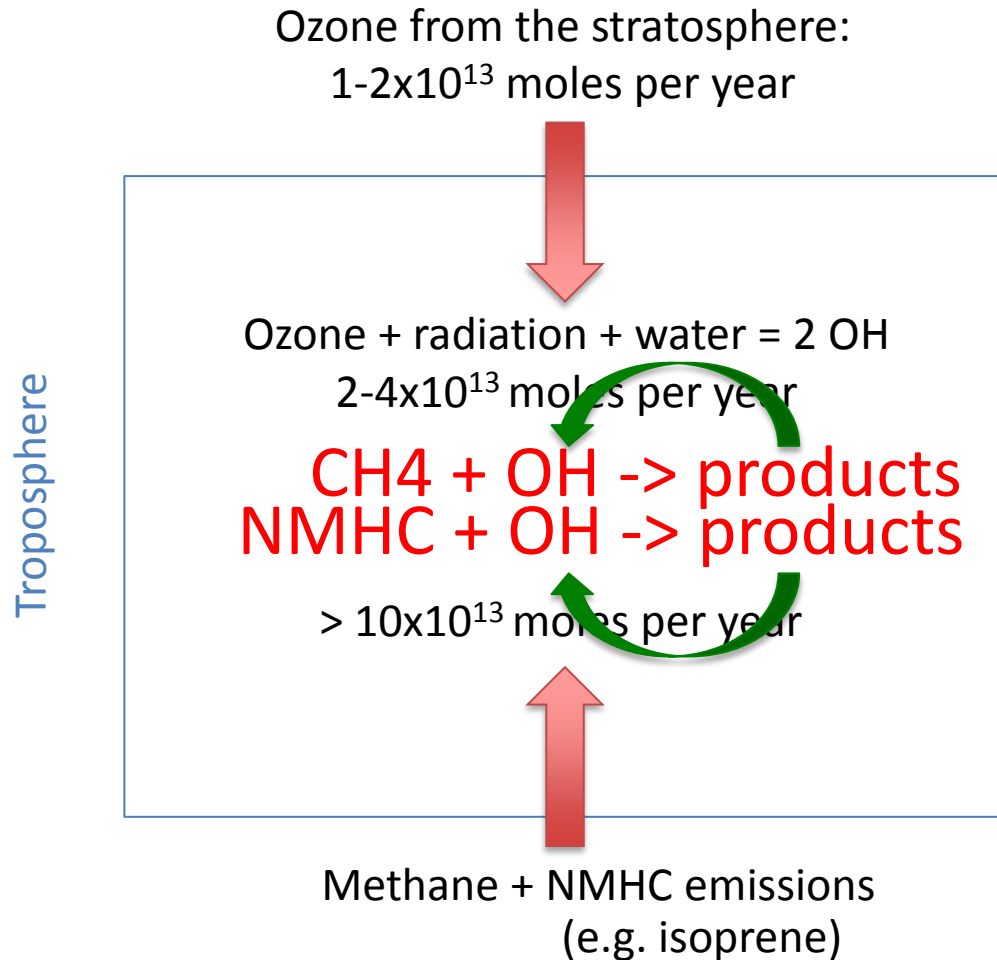 Ozone from the stratosphere:
1-2x10¹³ moles per year
Troposphere
Ozone + radiation + water = 2 OH
2-4x10¹³ moles per year
CH4 + OH -> products
NMHC + OH -> products
> 10x10¹³ moles per year
Methane + NMHC emissions
(e.g. isoprene)